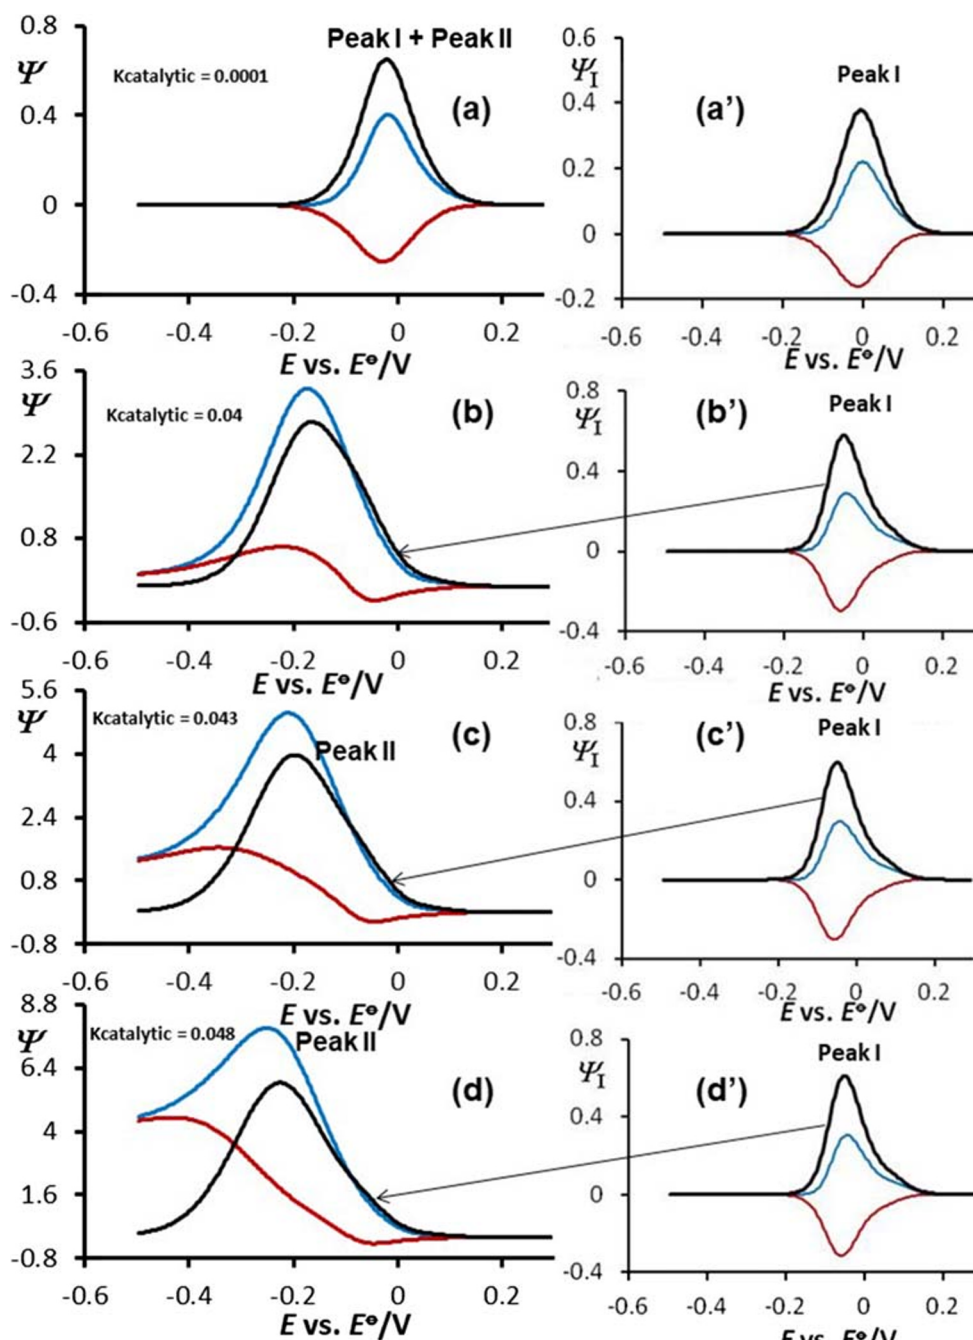 0.8
Peak I + Peak II
Ψ
Kcatalytic = 0.0001
(a)
0.4
0
-0.4
-0.6 -0.4 -0.2 0 0.2
E vs. E⦵/V
0.6
Ψ_I
Peak I
0.4
(a’)
0.2
0
-0.2
-0.6 -0.4 -0.2 0 0.2
E vs. E⦵/V
3.6
Ψ
Kcatalytic = 0.04
(b)
2.2
0.8
-0.6
-0.6 -0.4 -0.2 0 0.2
E vs. E⦵/V
0.8
Ψ_I
Peak I
(b’)
0.4
0
-0.4
-0.6 -0.4 -0.2 0 0.2
E vs. E⦵/V
5.6
Ψ
Kcatalytic = 0.043
(c)
4
Peak II
2.4
0.8
-0.8
-0.6 -0.4 -0.2 0 0.2
E vs. E⦵/V
0.8
Ψ_I
Peak I
(c’)
0.4
0
-0.4
-0.6 -0.4 -0.2 0 0.2
E vs. E⦵/V
8.8
Ψ
Kcatalytic = 0.048
Peak II
6.4
(d)
4
1.6
-0.8
-0.6 -0.4 -0.2 0 0.2
E vs. E⦵/V
0.8
Ψ_I
Peak I
(d’)
0.4
0
-0.4
-0.6 -0.4 -0.2 0 0.2
E vs. E⦵/V